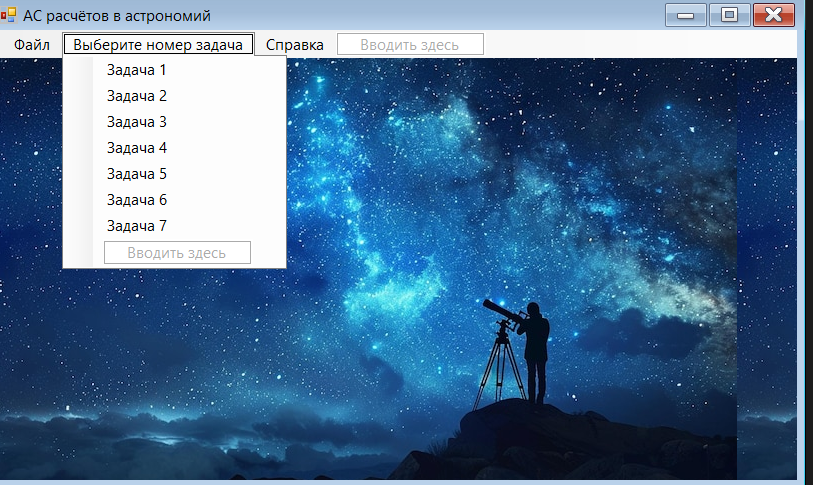 АС расчётов в астрономий
Файл Выберите номер задача Справка Вводить здесь
Задача 1
Задача 2
Задача 3
Задача 4
Задача 5
Задача 6
Задача 7
Вводить здесь